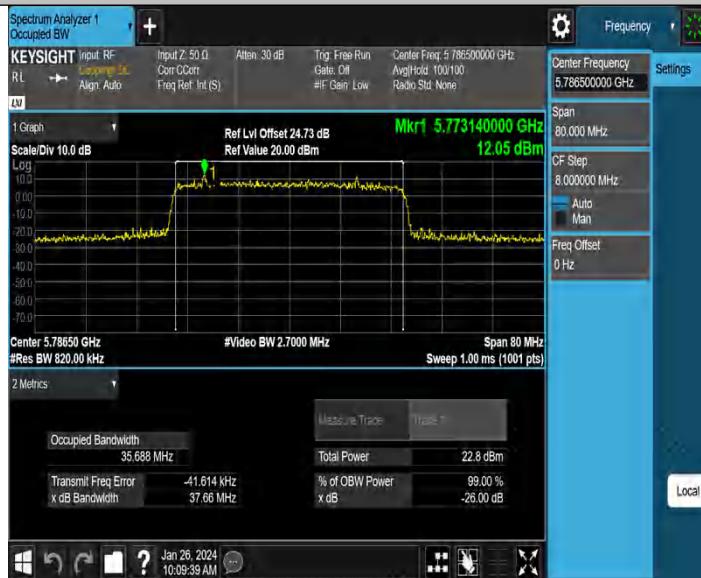 Spectrum Analyzer 1
Occupied BW
+
Frequency
KEYSIGHT
RL
Input: RF
Coupling: DC
Align: Auto
Input Z: 50 Ω
Corr CCorr
Freq Ref: Int (S)
Atten: 30 dB
Trig: Free Run
Gate: Off
#IF Gain: Low
Center Freq: 5.786500000 GHz
Avg|Hold: 100/100
Radio Std: None
LXI
1 Graph
Scale/Div 10.0 dB
Ref Lvl Offset 24.73 dB
Ref Value 20.00 dBm
Mkr1 5.773140000 GHz
12.05 dBm
Log
10.0
0.00
-10.0
-20.0
-30.0
-40.0
-50.0
-60.0
-70.0
Center 5.78650 GHz
#Res BW 820.00 kHz
#Video BW 2.7000 MHz
Span 80 MHz
Sweep 1.00 ms (1001 pts)
2 Metrics
Measure Trace
Trace 1
Occupied Bandwidth
35.688 MHz
Total Power
22.8 dBm
Transmit Freq Error
-41.614 kHz
% of OBW Power
99.00 %
x dB Bandwidth
37.66 MHz
x dB
-26.00 dB
Center Frequency
5.786500000 GHz
Settings
Span
80.000 MHz
CF Step
8.000000 MHz
Auto
Man
Freq Offset
0 Hz
Local
?
Jan 26, 2024
10:09:39 AM